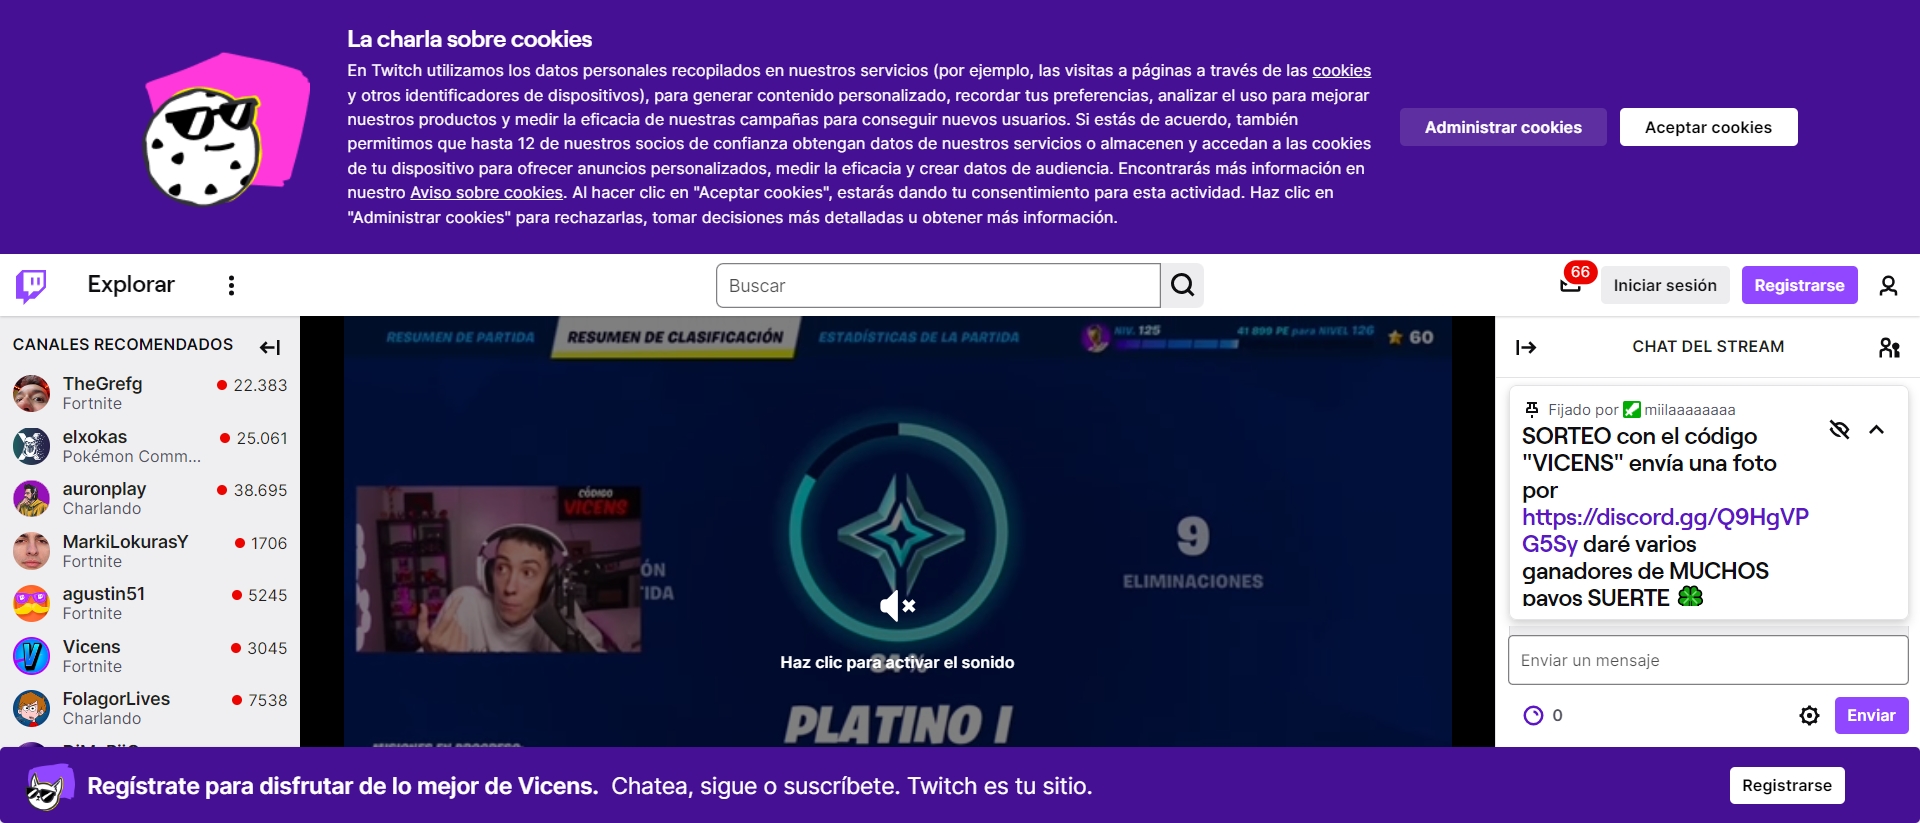 La charla sobre cookies
En Twitch utilizamos los datos personales recopilados en nuestros servicios (por ejemplo, las visitas a páginas a través de las cookies
y otros identificadores de dispositivos), para generar contenido personalizado, recordar tus preferencias, analizar el uso para mejorar
nuestros productos y medir la eficacia de nuestras campañas para conseguir nuevos usuarios. Si estás de acuerdo, también
permitimos que hasta 12 de nuestros socios de confianza obtengan datos de nuestros servicios o almacenen y accedan a las cookies
de tu dispositivo para ofrecer anuncios personalizados, medir la eficacia y crear datos de audiencia. Encontrarás más información en
nuestro Aviso sobre cookies. Al hacer clic en "Aceptar cookies", estarás dando tu consentimiento para esta actividad. Haz clic en
"Administrar cookies" para rechazarlas, tomar decisiones más detalladas u obtener más información.
Administrar cookies
Aceptar cookies
Explorar
Buscar
66
Iniciar sesión
Registrarse
CANALES RECOMENDADOS
TheGrefg
22.383
Fortnite
elxokas
25.061
Pokémon Comm...
auronplay
38.695
Charlando
MarkiLokurasY
1706
Fortnite
agustin51
5245
Fortnite
Vicens
3045
Fortnite
FolagorLives
7538
Charlando
RESUMEN DE PARTIDA
RESUMEN DE CLASIFICACIÓN
ESTADÍSTICAS DE LA PARTIDA
NIV. 125
41 899 PE para NIVEL 126
60
CÓDIGO
VICENS
9
ELIMINACIONES
Haz clic para activar el sonido
PLATINO I
CHAT DEL STREAM
Fijado por miilaaaaaaaa
SORTEO con el código
"VICENS" envía una foto
por
https://discord.gg/Q9HgVP
G5Sy daré varios
ganadores de MUCHOS
pavos SUERTE 🍀
Enviar un mensaje
0
Enviar
Regístrate para disfrutar de lo mejor de Vicens. Chatea, sigue o suscríbete. Twitch es tu sitio.
Registrarse